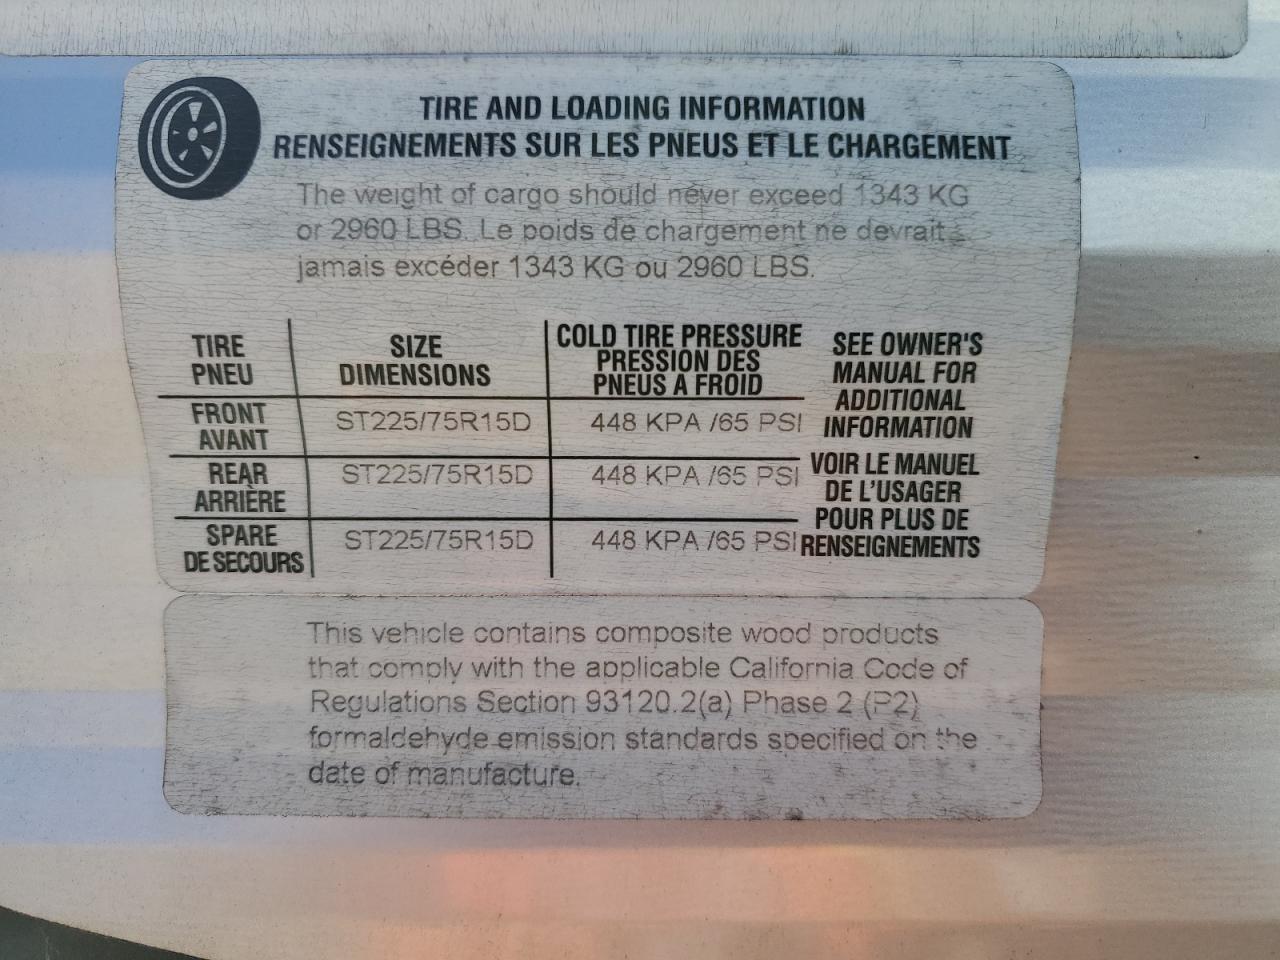 TIRE AND LOADING INFORMATION
RENSEIGNEMENTS SUR LES PNEUS ET LE CHARGEMENT
The weight of cargo should never exceed 1343 KG
or 2960 LBS. Le poids de chargement ne devrait
jamais excéder 1343 KG ou 2960 LBS.
TIRE
PNEU
SIZE
DIMENSIONS
COLD TIRE PRESSURE
PRESSION DES
PNEUS A FROID
FRONT
AVANT
ST225/75R15D
448 KPA /65 PSI
REAR
ARRIÈRE
ST225/75R15D
448 KPA /65 PSI
SPARE
DE SECOURS
ST225/75R15D
448 KPA /65 PSI
SEE OWNER'S
MANUAL FOR
ADDITIONAL
INFORMATION
VOIR LE MANUEL
DE L'USAGER
POUR PLUS DE
RENSEIGNEMENTS
This vehicle contains composite wood products
that comply with the applicable California Code of
Regulations Section 93120.2(a) Phase 2 (P2)
formaldehyde emission standards specified on the
date of manufacture.